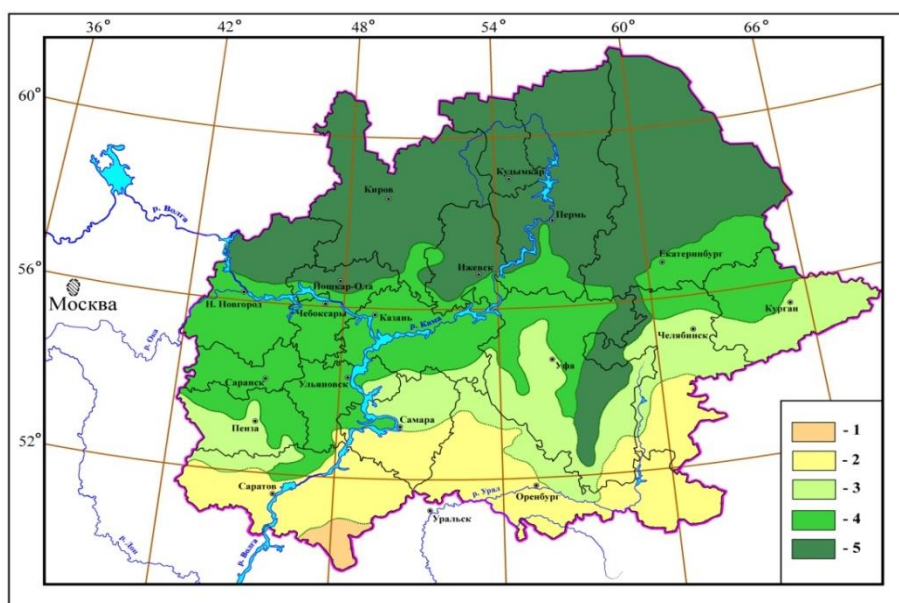 36° 42° 48° 54° 60° 66°
60°
Кудымкар
Киров
р. Волга
Пермь
56°
Екатеринбург
Ижевск
Йошкар-Ола
Москва
Н. Новгород
Чебоксары
Казань
р. Кама
Курган
р. Ока
Челябинск
Уфа
Саранск
Ульяновск
Пенза
Самара
52°
- 1
- 2
- 3
- 4
- 5
Саратов
р. Урал
Оренбург
Уральск
р. Дон
р. Волга